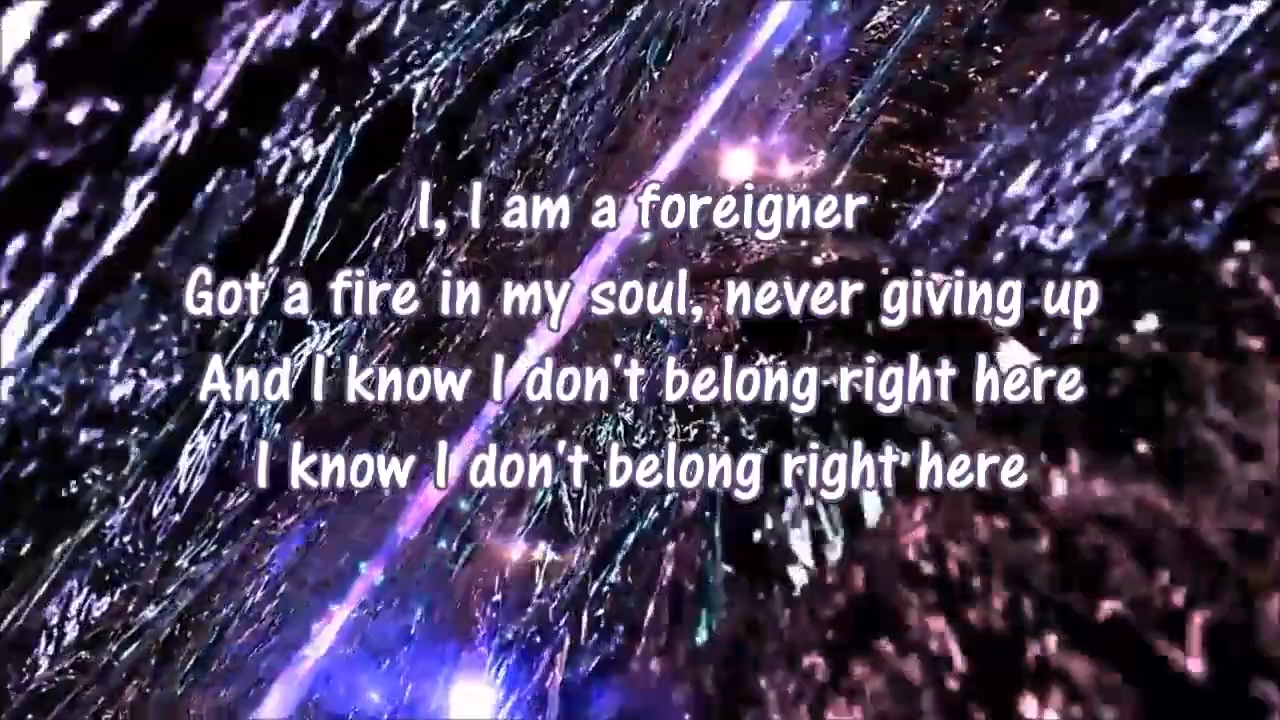 I, I am a foreigner
Got a fire in my soul, never giving up
And I know I don't belong right here
I know I don't belong right here